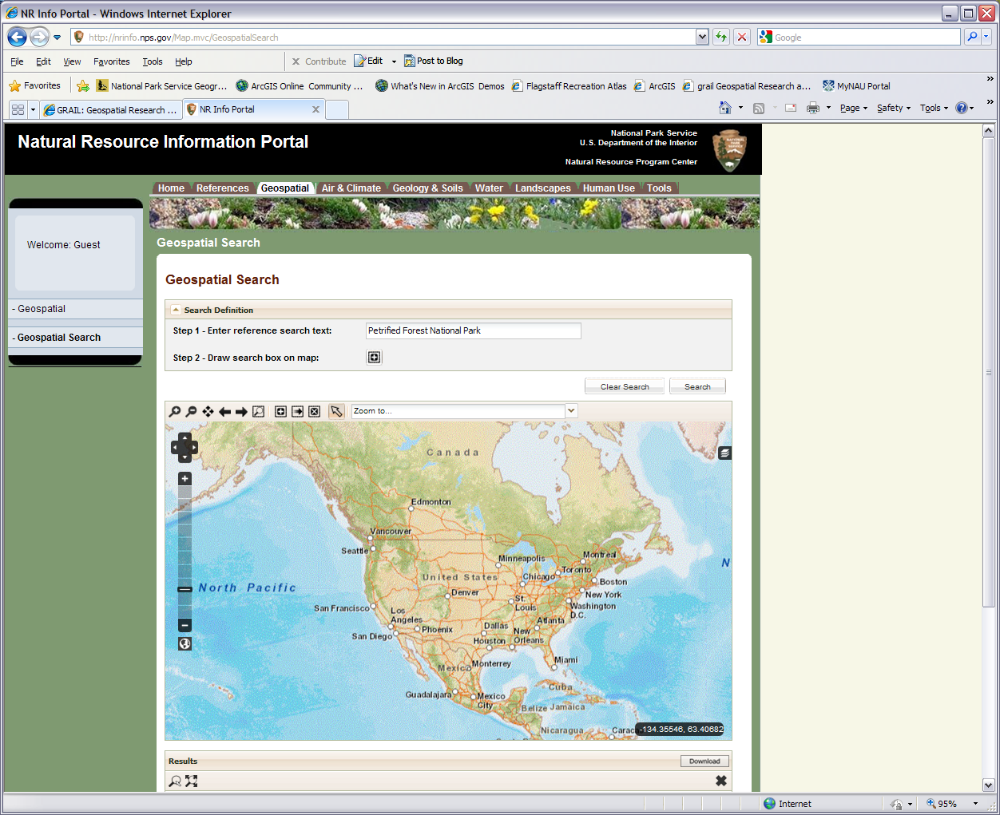 NR Info Portal - Windows Internet Explorer
http://nrinfo.nps.gov/Map.mvc/GeospatialSearch
Google
File Edit View Favorites Tools Help
Contribute Edit Post to Blog
Favorites National Park Service Geogr... ArcGIS Online Community ... What's New in ArcGIS Demos Flagstaff Recreation Atlas ArcGIS grail Geospatial Research a... MyNAU Portal
GRAIL: Geospatial Research ... NR Info Portal
Page Safety Tools
Natural Resource Information Portal
National Park Service
U.S. Department of the Interior
Natural Resource Program Center
Home References Geospatial Air & Climate Geology & Soils Water Landscapes Human Use Tools
Welcome: Guest
- Geospatial
- Geospatial Search
Geospatial Search
Geospatial Search
Search Definition
Step 1 - Enter reference search text: Petrified Forest National Park
Step 2 - Draw search box on map:
Clear Search Search
Zoom to...
Canada
Edmonton
Vancouver
Seattle
Minneapolis
Montreal
Toronto
Chicago
United States
Boston
North Pacific
N
Denver
New York
St. Louis
Washington D.C.
San Francisco
Los Angeles
Atlanta
Phoenix
Dallas
New Orleans
San Diego
Houston
Miami
Mexico
Monterrey
Cuba
Guadalajara
Mexico City
Belize
Jamaica
Nicaragua
Carac
-134.35546, 63.40682
Results
Download
Internet
95%